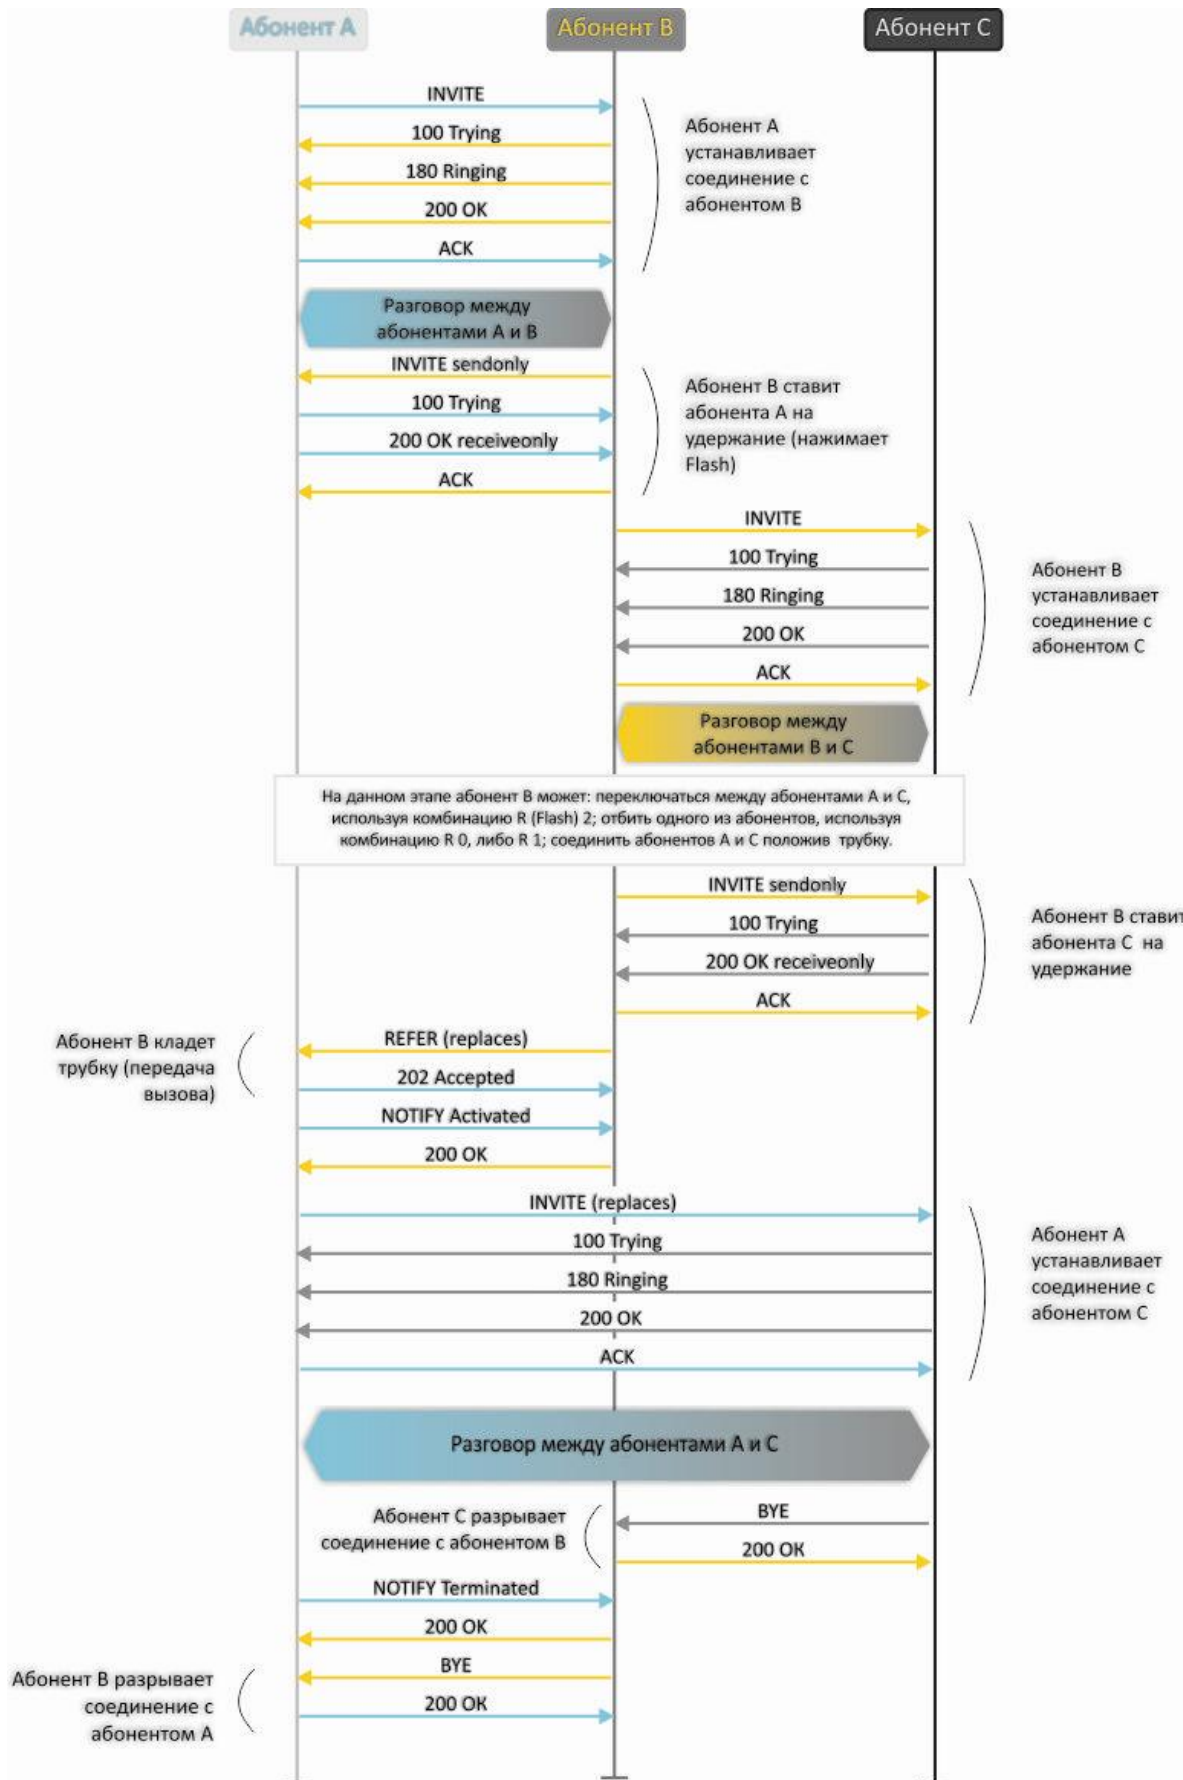 Абонент A
Абонент B
Абонент C
INVITE
100 Trying
180 Ringing
200 OK
ACK
Абонент A
устанавливает
соединение с
абонентом B
Разговор между
абонентами A и B
INVITE sendonly
100 Trying
200 OK receiveonly
ACK
Абонент B ставит
абонента A на
удержание (нажимает
Flash)
INVITE
100 Trying
180 Ringing
200 OK
ACK
Абонент B
устанавливает
соединение с
абонентом C
Разговор между
абонентами B и C
На данном этапе абонент B может: переключаться между абонентами A и C,
используя комбинацию R (Flash) 2; отбить одного из абонентов, используя
комбинацию R 0, либо R 1; соединить абонентов A и C положив трубку.
INVITE sendonly
100 Trying
200 OK receiveonly
ACK
Абонент B ставит
абонента C на
удержание
Абонент B кладет
трубку (передача
вызова)
REFER (replaces)
202 Accepted
NOTIFY Activated
200 OK
INVITE (replaces)
100 Trying
180 Ringing
200 OK
ACK
Абонент A
устанавливает
соединение с
абонентом C
Разговор между абонентами A и C
Абонент C разрывает
соединение с абонентом B
BYE
200 OK
NOTIFY Terminated
200 OK
BYE
200 OK
Абонент B разрывает
соединение с
абонентом A